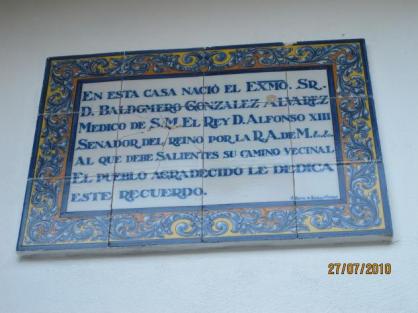 EN ESTA CASA NACIÓ EL EXMO. SR.
D. BALDOMERO GONZALEZ ALVAREZ
MEDICO DE S.M. EL REY D. ALFONSO XIII
SENADOR DEL REINO POR LA R.A. DE M.
AL QUE DEBE SALIENTES SU CAMINO VECINAL
EL PUEBLO AGRADECIDO LE DEDICA
ESTE RECUERDO.
27/07/2010